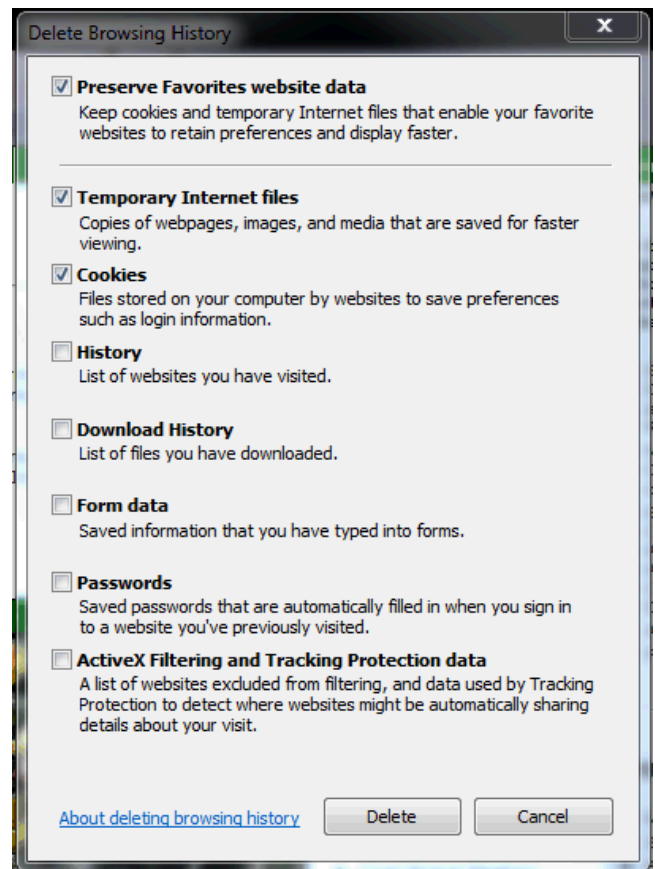 Delete Browsing History
X
Preserve Favorites website data
Keep cookies and temporary Internet files that enable your favorite
websites to retain preferences and display faster.
Temporary Internet files
Copies of webpages, images, and media that are saved for faster
viewing.
Cookies
Files stored on your computer by websites to save preferences
such as login information.
History
List of websites you have visited.
Download History
List of files you have downloaded.
Form data
Saved information that you have typed into forms.
Passwords
Saved passwords that are automatically filled in when you sign in
to a website you've previously visited.
ActiveX Filtering and Tracking Protection data
A list of websites excluded from filtering, and data used by Tracking
Protection to detect where websites might be automatically sharing
details about your visit.
About deleting browsing history
Delete
Cancel